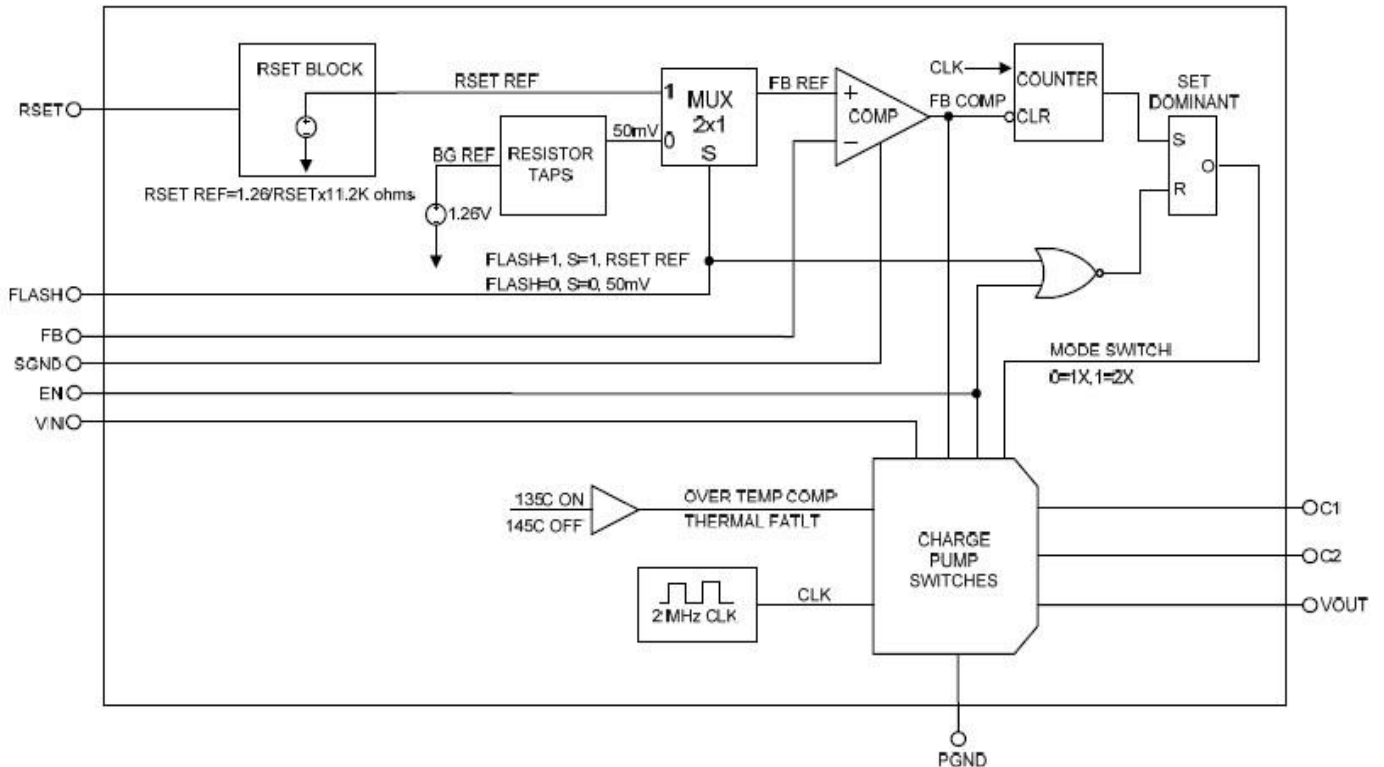 RSET BLOCK
RSET
RSET REF
1
MUX
2x1
0
S
50mV
BG REF
RESISTOR
TAPS
1.26V
RSET REF=1.26/RSETx11.2K ohms
FB REF
+
−
COMP
FB COMP
CLK
COUNTER
CLR
SET
DOMINANT
S
R
O
FLASH=1, S=1, RSET REF
FLASH=0, S=0, 50mV
FLASH
FB
SGND
EN
VIN
MODE SWITCH
0=1X, 1=2X
135C ON
145C OFF
OVER TEMP COMP
THERMAL FATLT
2 MHz CLK
CLK
CHARGE
PUMP
SWITCHES
C1
C2
VOUT
PGND